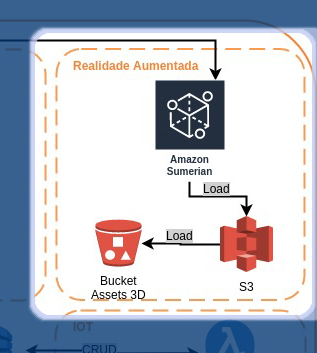 Realidade Aumentada
Amazon
Sumerian
Load
Load
Bucket
Assets 3D
S3
IOT
CRUD